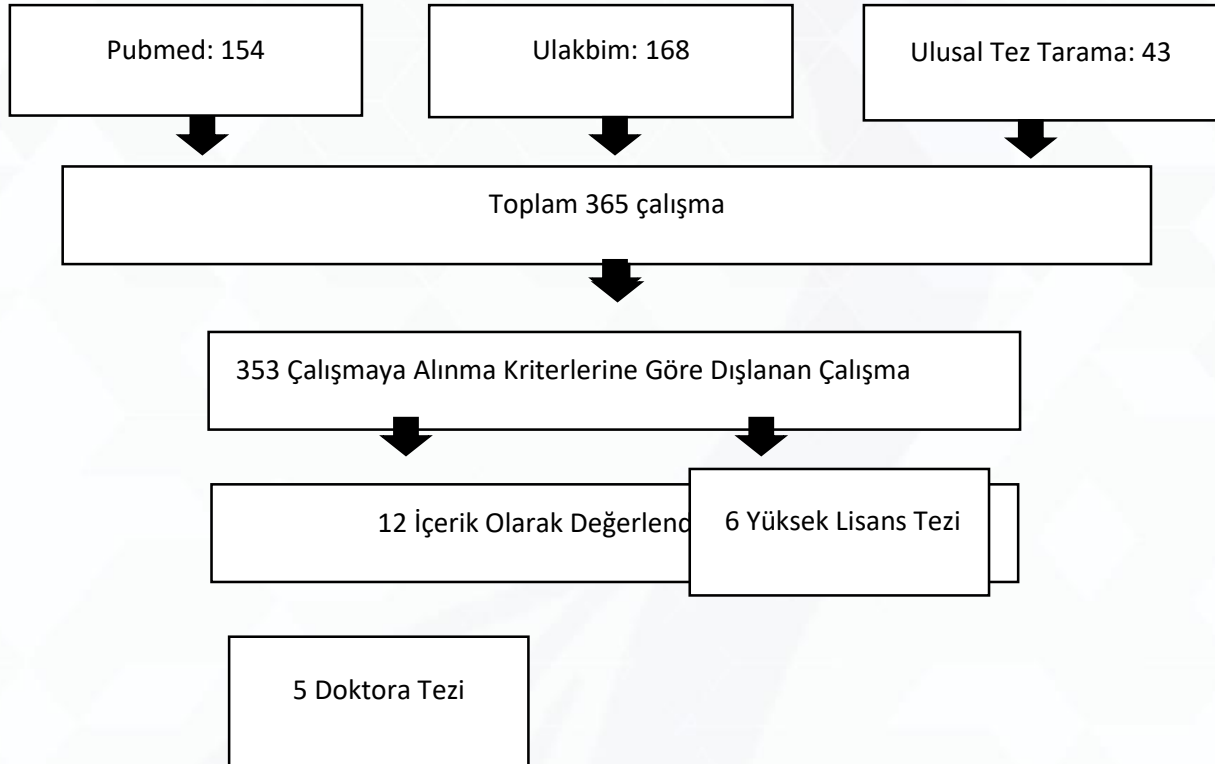 Pubmed: 154
Ulakbim: 168
Ulusal Tez Tarama: 43
Toplam 365 çalışma
353 Çalışmaya Alınma Kriterlerine Göre Dışlanan Çalışma
12 İçerik Olarak Değerlend
6 Yüksek Lisans Tezi
5 Doktora Tezi